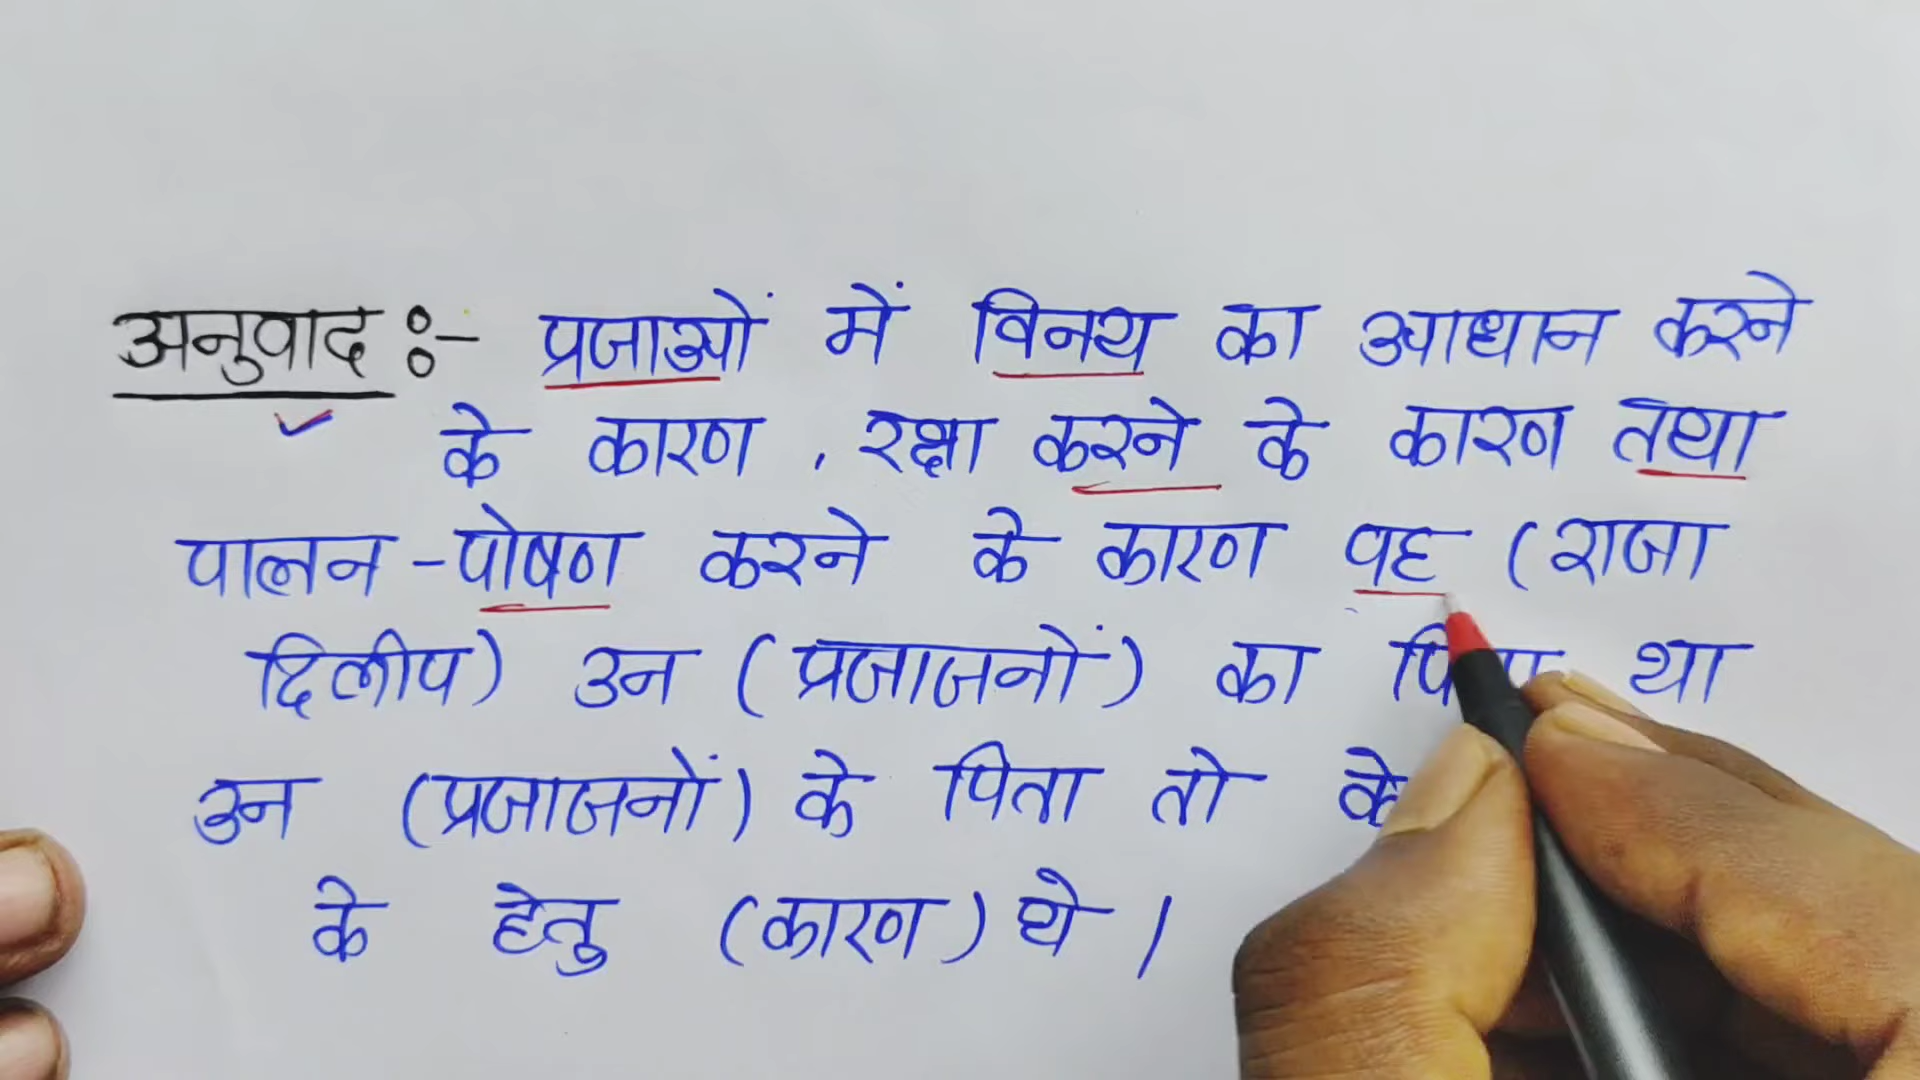 अनुवाद :- प्रजाओं में विनय का आधान करने
के कारण , रक्षा करने के कारण तथा
पालन - पोषण करने के कारण वह (राजा
दिलीप) उन (प्रजाजनों) का था
उन (प्रजाजनों) के पिता तो
के हेतु (कारण) थे ।